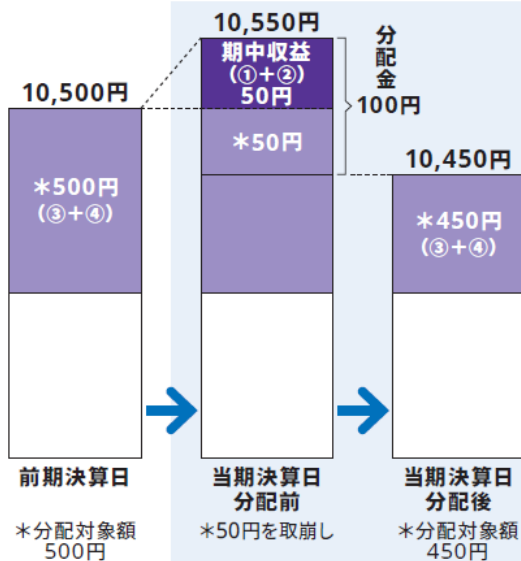 10,500円
＊500円
（③＋④）
前期決算日
＊分配対象額
500円
10,550円
期中収益
（①＋②）
50円
＊50円
分配金
100円
当期決算日
分配前
＊50円を取崩し
10,450円
＊450円
（③＋④）
当期決算日
分配後
＊分配対象額
450円